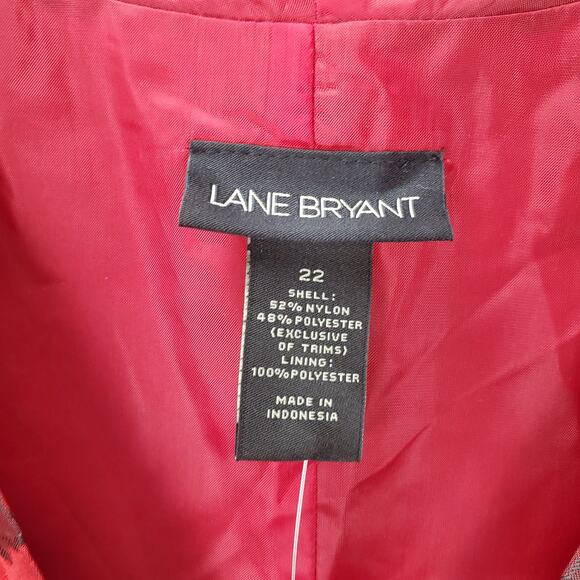 LANE BRYANT
22
SHELL:
52% NYLON
48% POLYESTER
(EXCLUSIVE
OF TRIMS)
LINING:
100% POLYESTER
MADE IN
INDONESIA